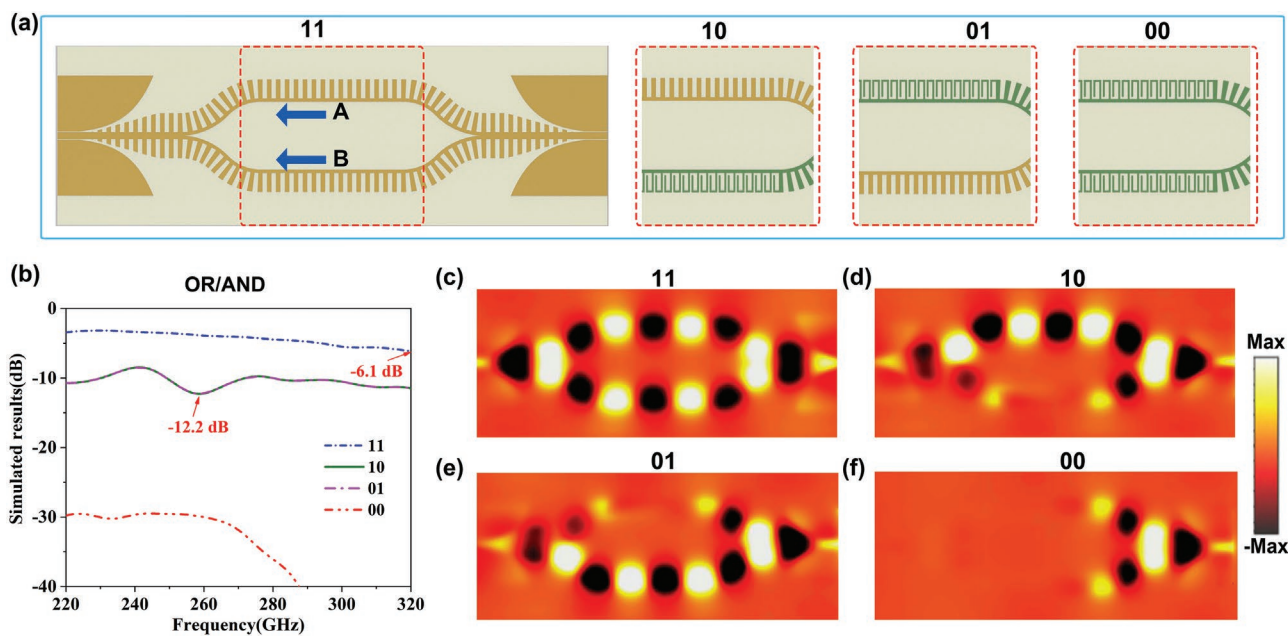 (a)
11
10
01
00
A
B
(b)
OR/AND
Simulated results(dB)
0
-10
-20
-30
-40
-6.1 dB
-12.2 dB
11
10
01
00
220 240 260 280 300 320
Frequency(GHz)
(c)
11
(d)
10
(e)
01
(f)
00
Max
-Max